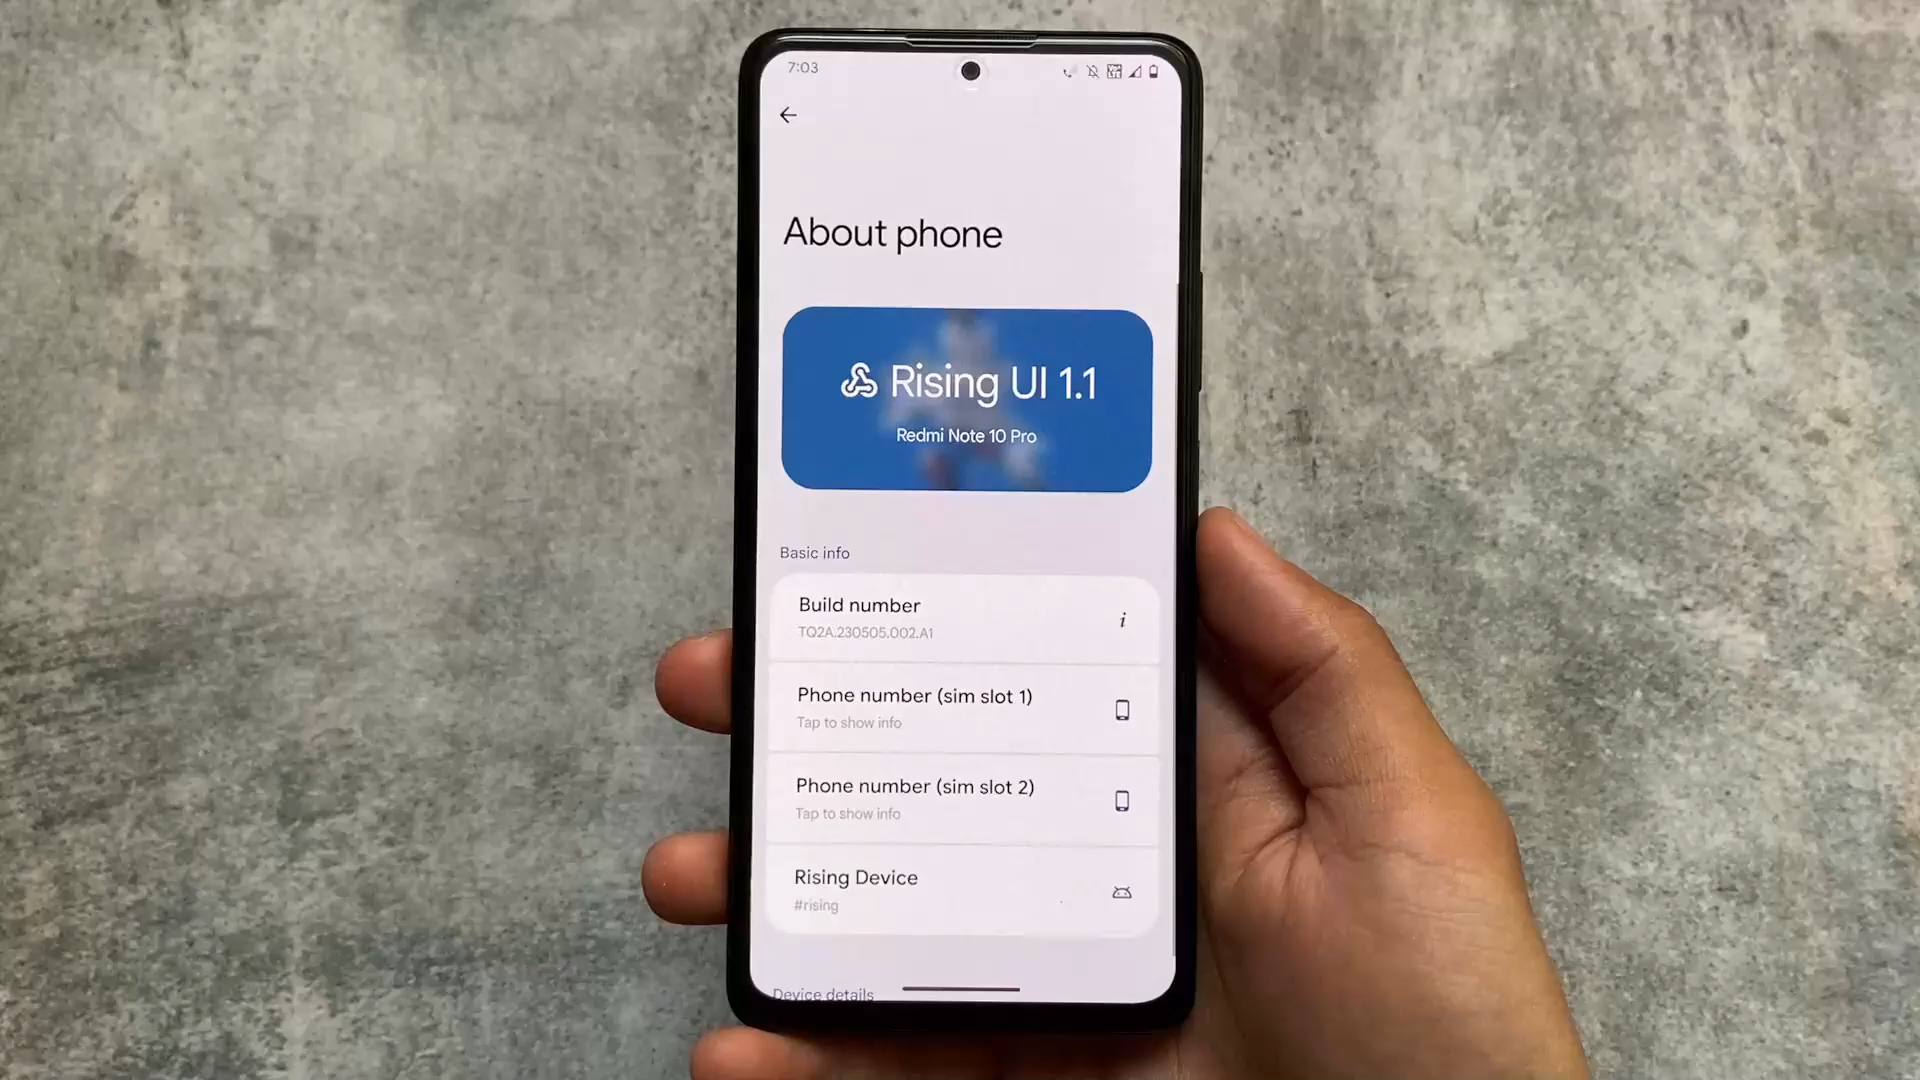 7:03
About phone
Rising UI 1.1
Redmi Note 10 Pro
Basic info
Build number
TQ2A.230505.002.A1
Phone number (sim slot 1)
Tap to show info
Phone number (sim slot 2)
Tap to show info
Rising Device
#rising
Device details